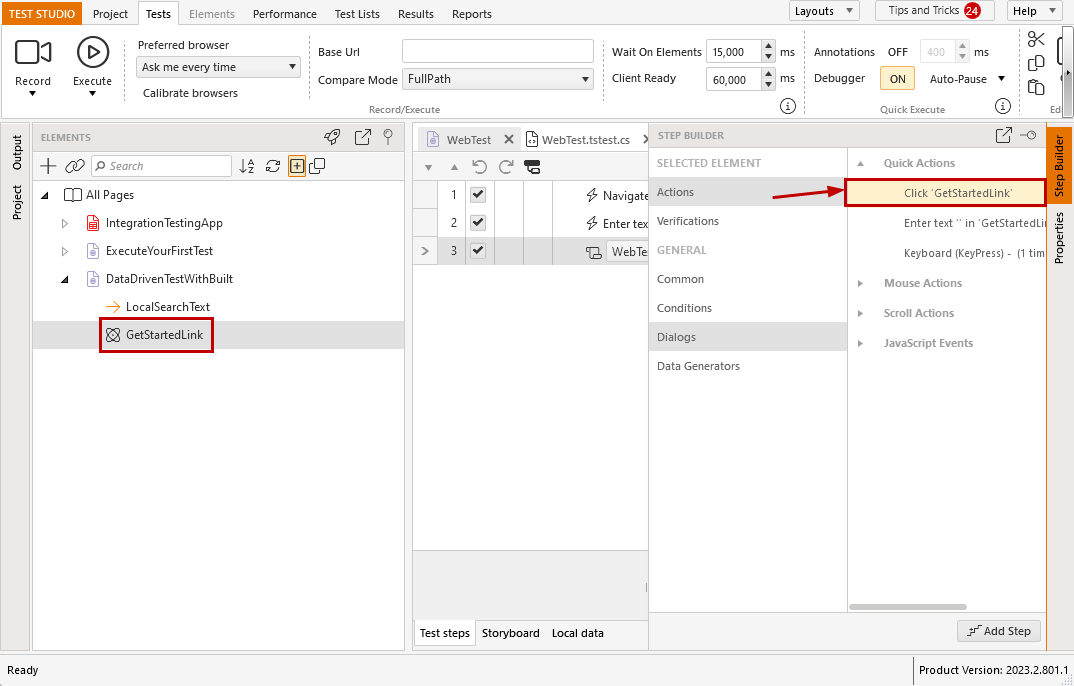 TEST STUDIO Project Tests Elements Performance Test Lists Results Reports Layouts Tips and Tricks 24 Help
Record
Execute
Preferred browser
Ask me every time
Calibrate browsers
Base Url
Compare Mode FullPath
Record/Execute
Wait On Elements 15,000 ms
Client Ready 60,000 ms
Annotations OFF 400 ms
Debugger ON Auto-Pause
Quick Execute
Output
Project
ELEMENTS
Search
All Pages
IntegrationTestingApp
ExecuteYourFirstTest
DataDrivenTestWithBuilt
LocalSearchText
GetStartedLink
WebTest WebTest.tstest.cs
1 Navigate
2 Enter tex
3 WebTe
Test steps Storyboard Local data
STEP BUILDER
SELECTED ELEMENT
Actions
Verifications
GENERAL
Common
Conditions
Dialogs
Data Generators
Quick Actions
Click 'GetStartedLink'
Enter text '' in 'GetStartedLi
Keyboard (KeyPress) - (1 tim
Mouse Actions
Scroll Actions
JavaScript Events
Add Step
Step Builder
Properties
Ready
Product Version: 2023.2.801.1